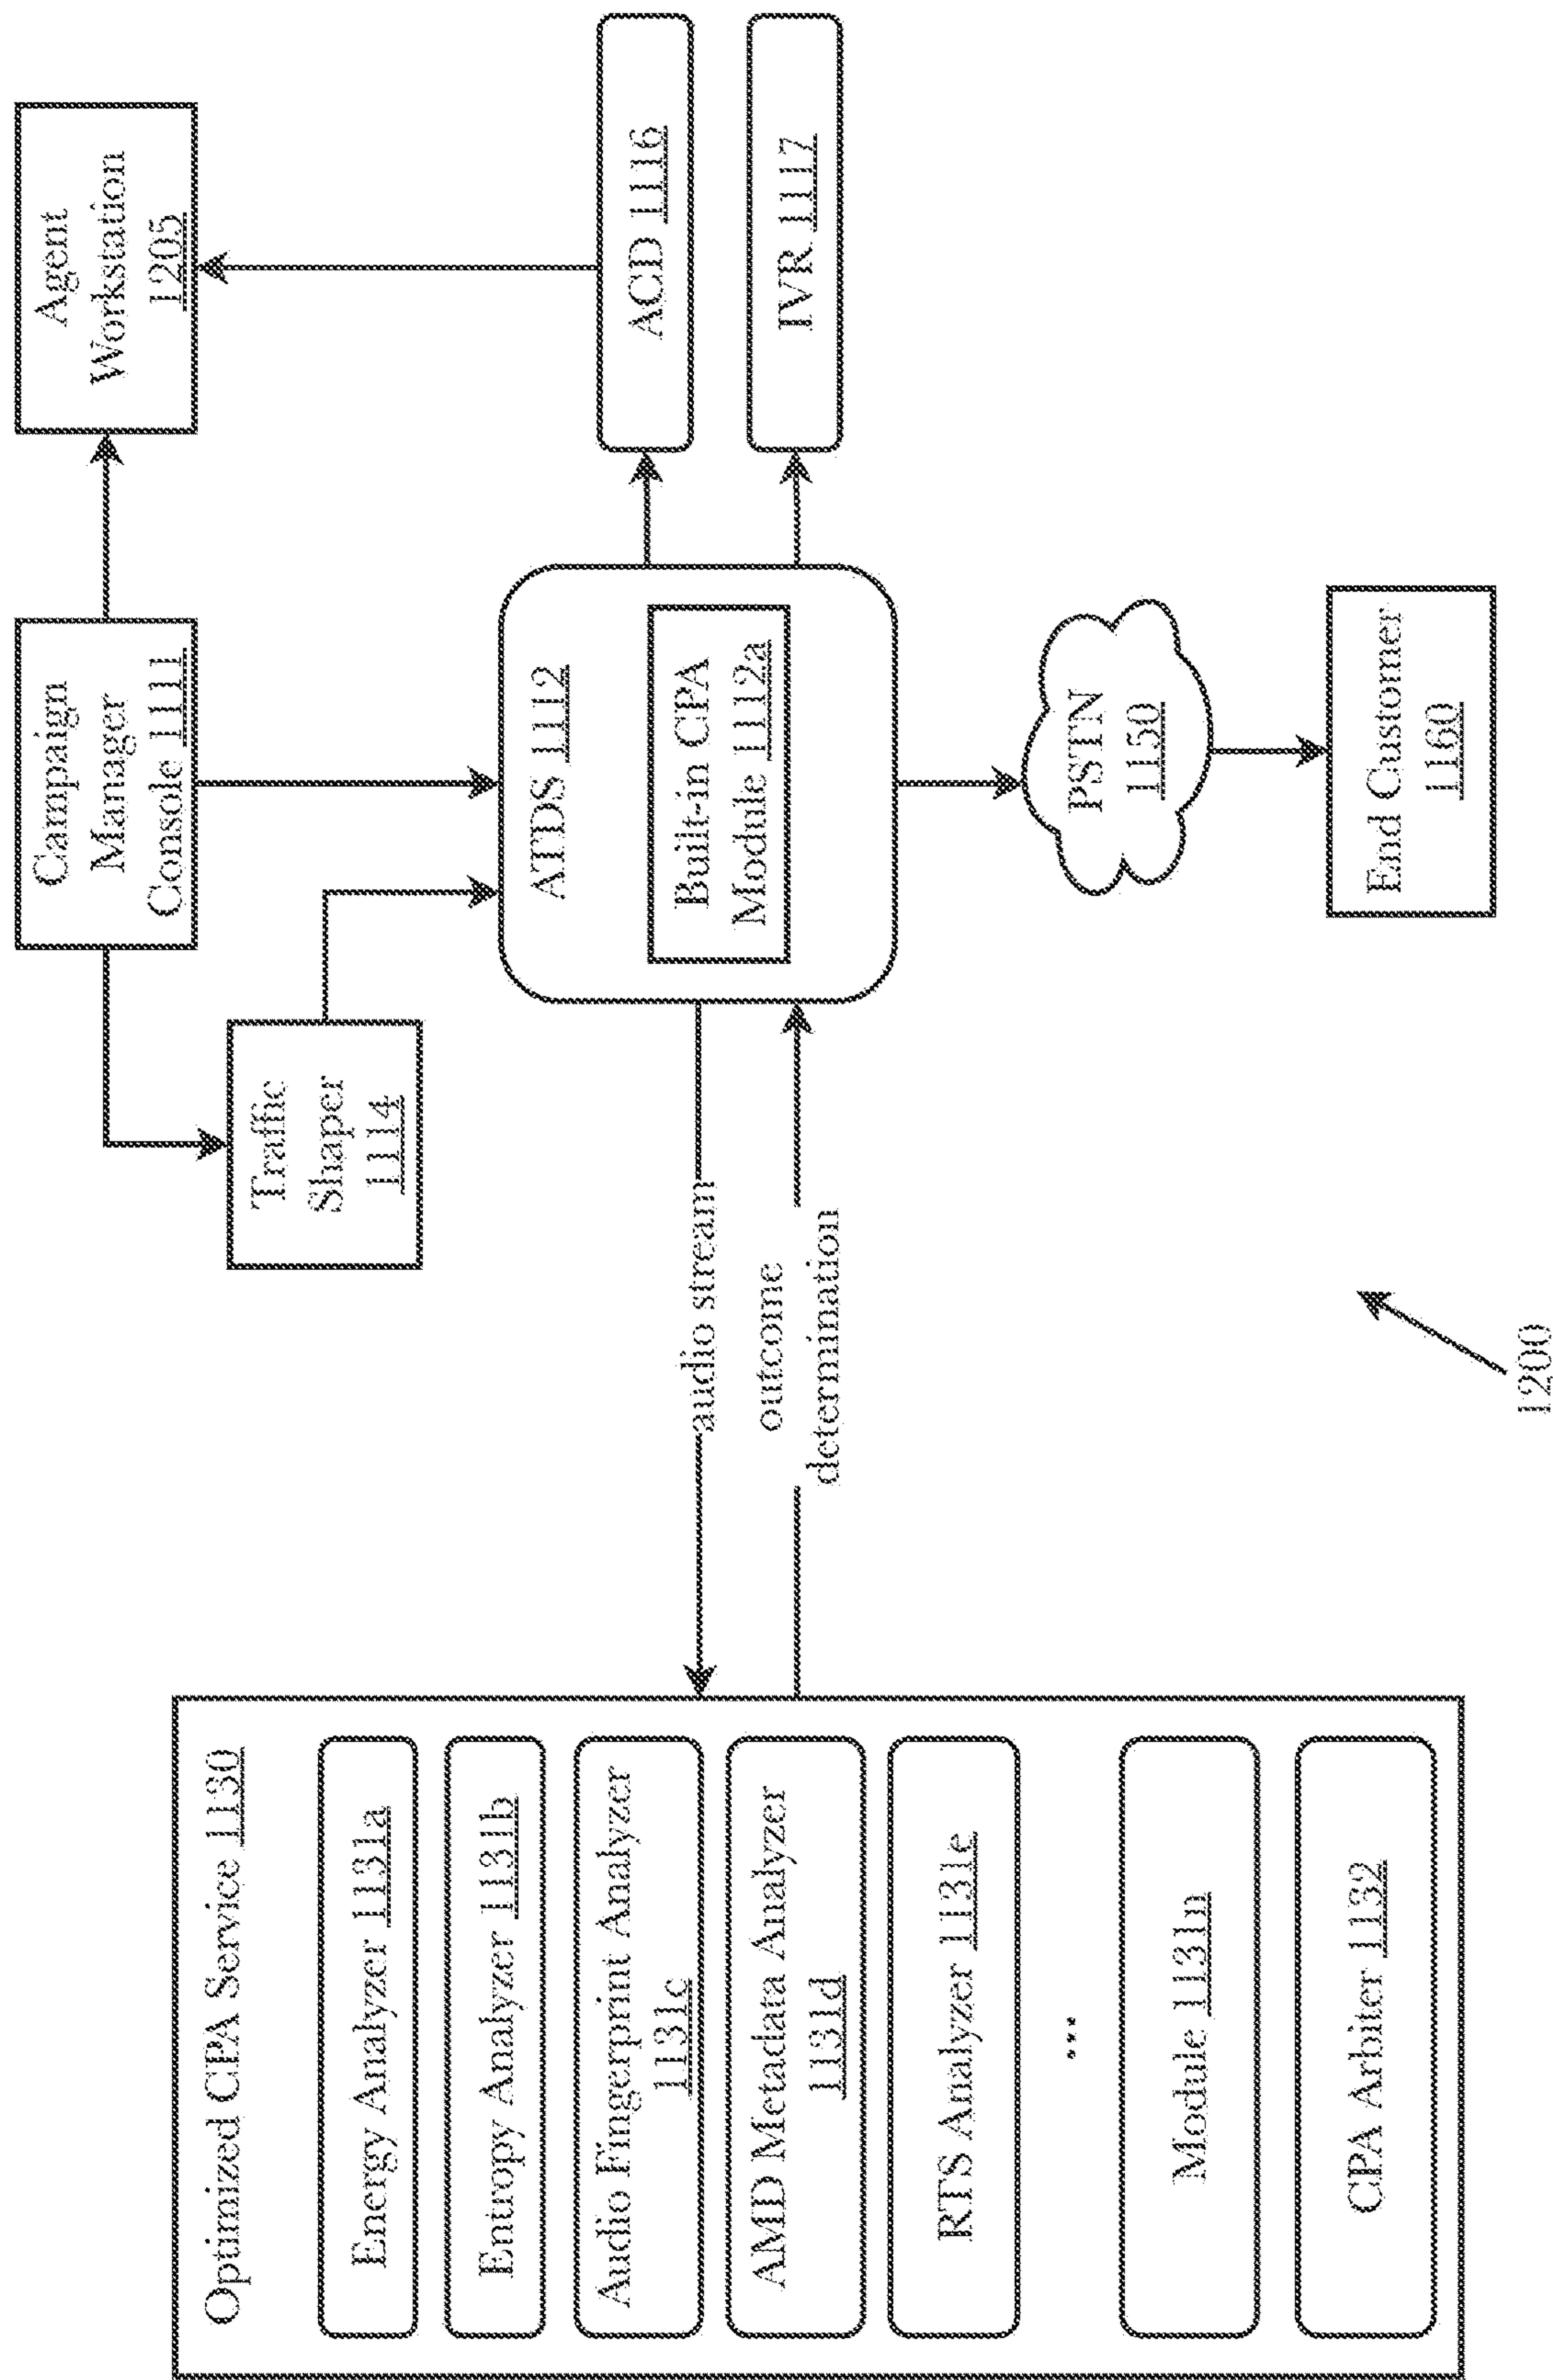 Optimized CPA Service 1130
Energy Analyzer 1131a
Entropy Analyzer 1131b
Audio Fingerprint Analyzer
1131c
AMD Metadata Analyzer
1131d
RTS Analyzer 1131e
...
Module 1131n
CPA Arbiter 1132
audio stream
outcome
determination
Traffic
Shaper
1114
Campaign
Manager
Console 1111
ATDS 1112
Built-in CPA
Module 1112a
PSTN
1150
End Customer
1160
Agent
Workstation
1205
ACD 1116
IVR 1117
1200